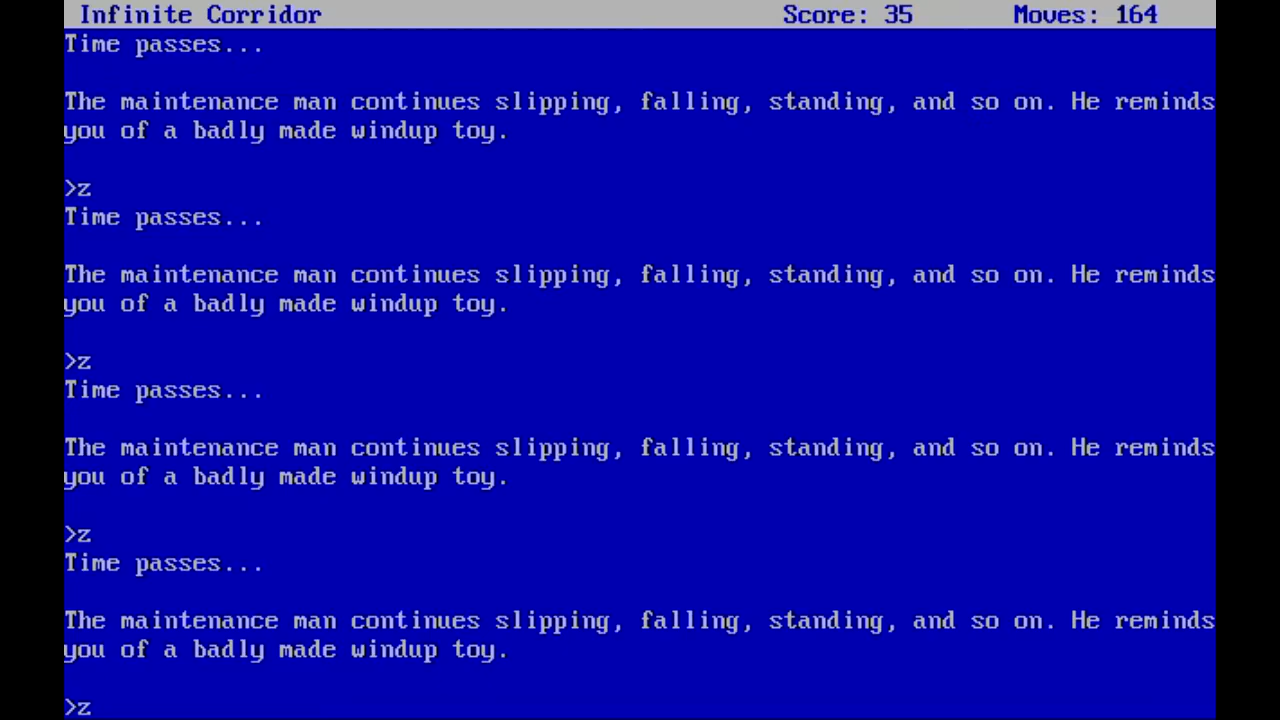 Infinite Corridor Score: 35 Moves: 164
Time passes...
The maintenance man continues slipping, falling, standing, and so on. He reminds
you of a badly made windup toy.
>z
Time passes...
The maintenance man continues slipping, falling, standing, and so on. He reminds
you of a badly made windup toy.
>z
Time passes...
The maintenance man continues slipping, falling, standing, and so on. He reminds
you of a badly made windup toy.
>z
Time passes...
The maintenance man continues slipping, falling, standing, and so on. He reminds
you of a badly made windup toy.
>z